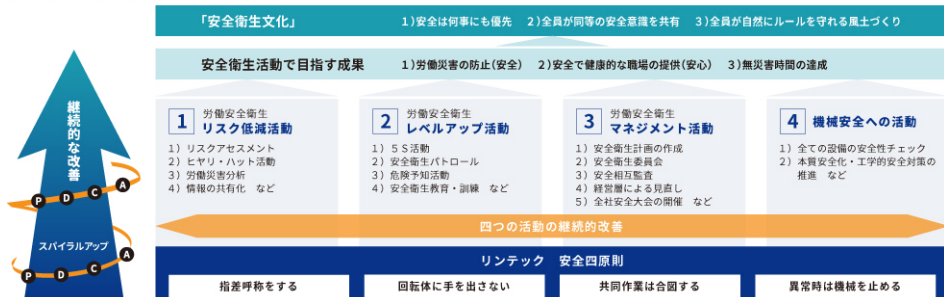 「安全衛生文化」 1）安全は何事にも優先 2）全員が同等の安全意識を共有 3）全員が自然にルールを守れる風土づくり
安全衛生活動で目指す成果 1）労働災害の防止（安全） 2）安全で健康的な職場の提供（安心） 3）無災害時間の達成
継続的な改善
P D C A
スパイラルアップ
P D C A
1 労働安全衛生
リスク低減活動
1）リスクアセスメント
2）ヒヤリ・ハット活動
3）労働災害分析
4）情報の共有化 など
2 労働安全衛生
レベルアップ活動
1）5S活動
2）安全衛生パトロール
3）危険予知活動
4）安全衛生教育・訓練 など
3 労働安全衛生
マネジメント活動
1）安全衛生計画の作成
2）安全衛生委員会
3）安全相互監査
4）経営層による見直し
5）全社安全大会の開催 など
4 機械安全への活動
1）全ての設備の安全性チェック
2）本質安全化・工学的安全対策の
推進 など
四つの活動の継続的改善
リンテック 安全四原則
指差呼称をする
回転体に手を出さない
共同作業は合図する
異常時は機械を止める